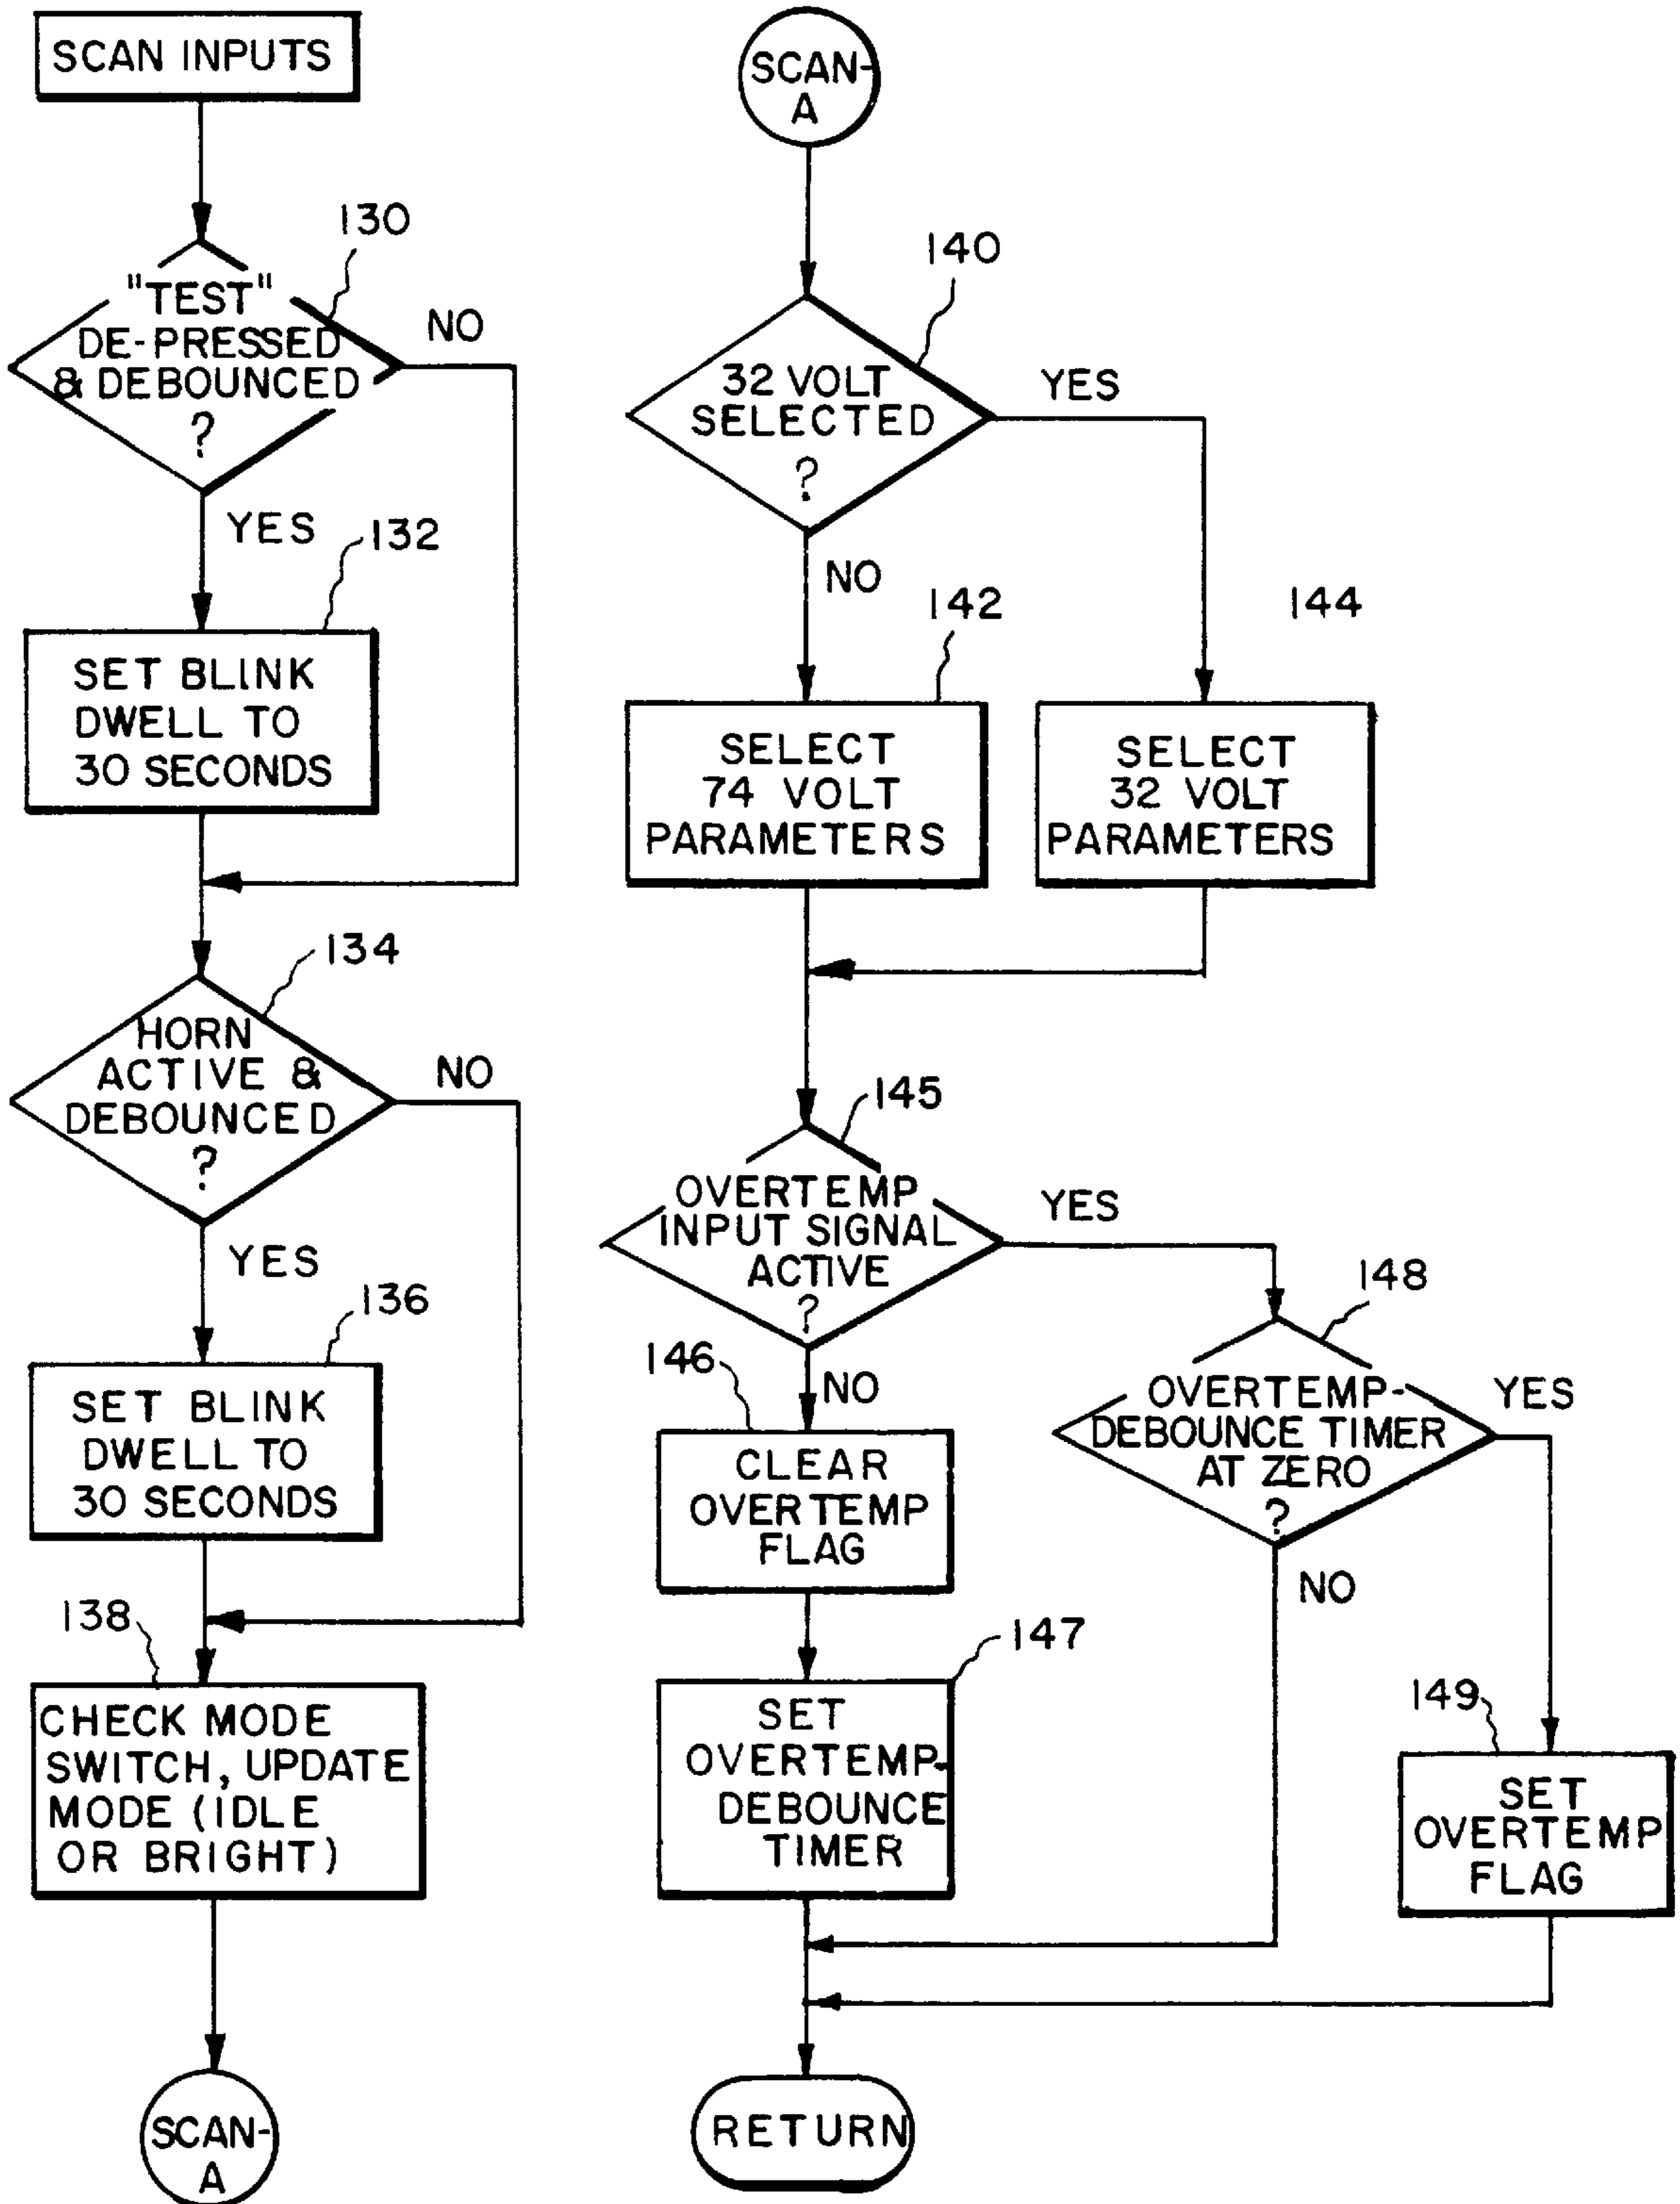 SCAN INPUTS
130
"TEST"
DE-PRESSED
& DEBOUNCED
?
NO
YES
132
SET BLINK
DWELL TO
30 SECONDS
134
HORN
ACTIVE &
DEBOUNCED
?
NO
YES
136
SET BLINK
DWELL TO
30 SECONDS
138
CHECK MODE
SWITCH, UPDATE
MODE (IDLE
OR BRIGHT)
SCAN-
A
SCAN-
A
140
32 VOLT
SELECTED
?
YES
NO
142
SELECT
74 VOLT
PARAMETERS
144
SELECT
32 VOLT
PARAMETERS
145
OVERTEMP
INPUT SIGNAL
ACTIVE
?
YES
NO
146
CLEAR
OVERTEMP
FLAG
147
SET
OVERTEMP-
DEBOUNCE
TIMER
148
OVERTEMP-
DEBOUNCE TIMER
AT ZERO
?
YES
NO
149
SET
OVERTEMP
FLAG
RETURN